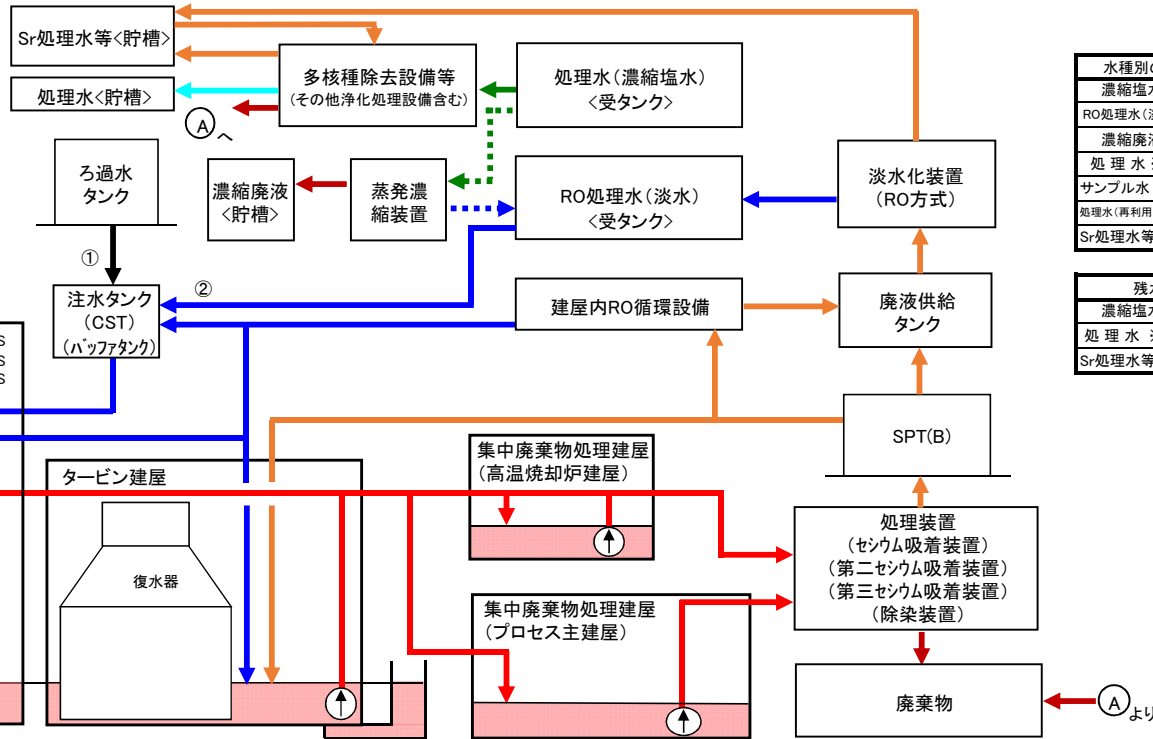 Sr処理水等<貯槽>
処理水<貯槽>
多核種除去設備等
(その他浄化処理設備含む)
Aへ
処理水(濃縮塩水)
<受タンク>
ろ過水
タンク
濃縮廃液
<貯槽>
蒸発濃
縮装置
RO処理水(淡水)
<受タンク>
淡水化装置
(RO方式)
①
②
注水タンク
(CST)
(バッファタンク)
建屋内RO循環設備
廃液供給
タンク
SPT(B)
S
S
S
タービン建屋
復水器
集中廃棄物処理建屋
(高温焼却炉建屋)
集中廃棄物処理建屋
(プロセス主建屋)
処理装置
(セシウム吸着装置)
(第二セシウム吸着装置)
(第三セシウム吸着装置)
(除染装置)
廃棄物
Aより
水種別の
濃縮塩水
RO処理水(淡
濃縮廃液
処 理 水
サンプル水
処理水(再利用
Sr処理水等
残水
濃縮塩水
処 理 水
Sr処理水等